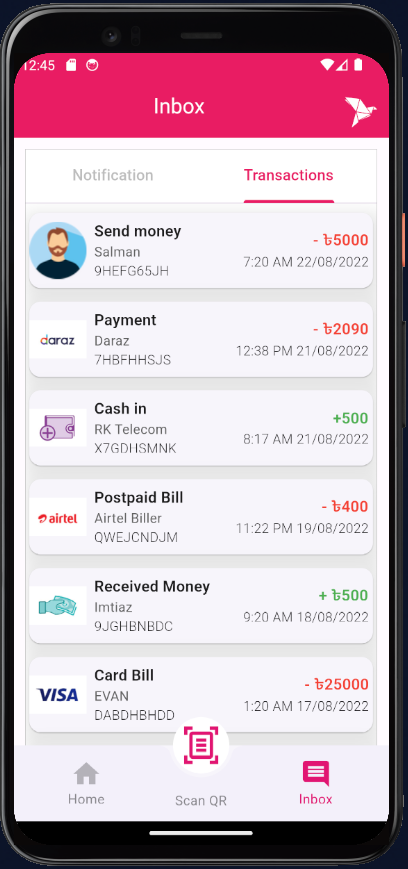 12:45
Inbox
Notification
Transactions
Send money
Salman
9HEFG65JH
- ৳5000
7:20 AM 22/08/2022
daraz
Payment
Daraz
7HBFHHSJS
- ৳2090
12:38 PM 21/08/2022
Cash in
RK Telecom
X7GDHSMNK
+500
8:17 AM 21/08/2022
airtel
Postpaid Bill
Airtel Biller
QWEJCNDJM
- ৳400
11:22 PM 19/08/2022
Received Money
Imtiaz
9JGHBNBDC
+ ৳500
9:20 AM 18/08/2022
VISA
Card Bill
EVAN
DABDHBHDD
- ৳25000
1:20 AM 17/08/2022
Home
Scan QR
Inbox